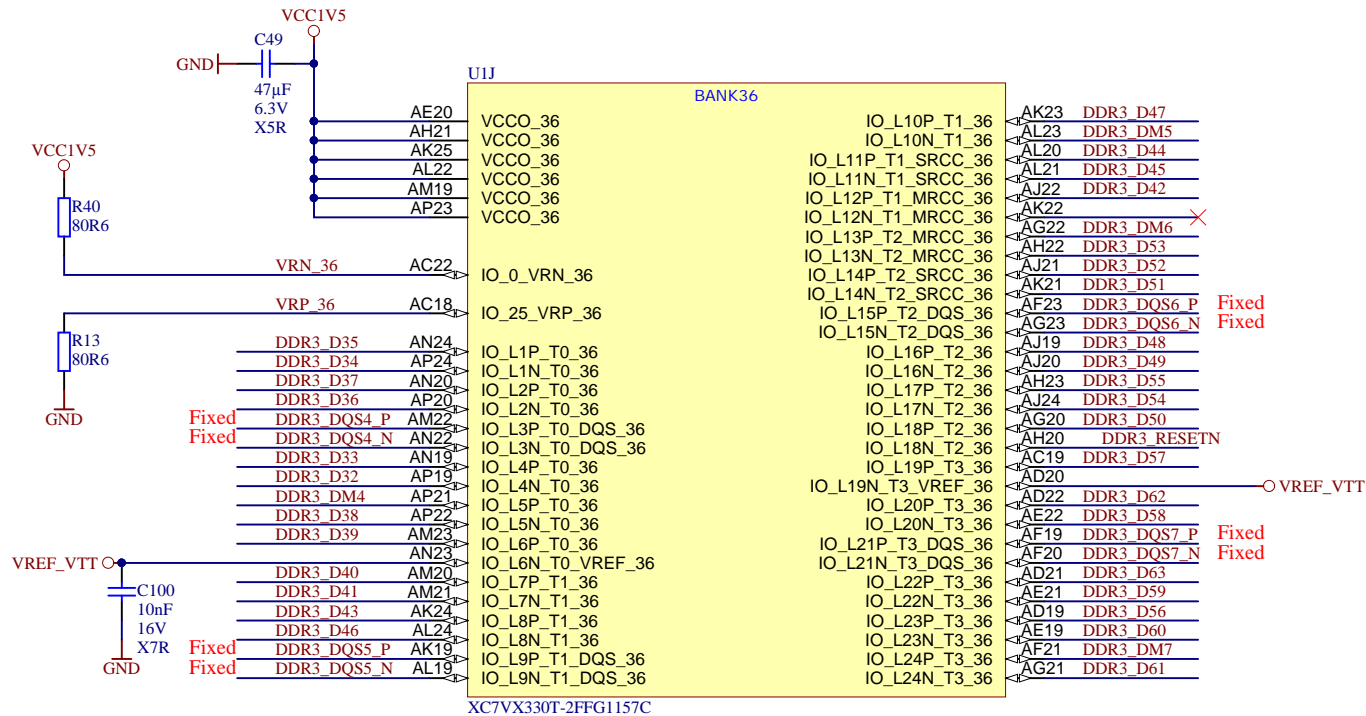 VCC1V5
C49
GND
47µF
6.3V
X5R
U1J
BANK36
AE20 VCCO_36
AH21 VCCO_36
AK25 VCCO_36
AL22 VCCO_36
AM19 VCCO_36
AP23 VCCO_36
VCC1V5
R40
80R6
VRN_36 AC22 IO_0_VRN_36
VRP_36 AC18 IO_25_VRP_36
R13
80R6
GND
DDR3_D35 AN24 IO_L1P_T0_36
DDR3_D34 AP24 IO_L1N_T0_36
DDR3_D37 AN20 IO_L2P_T0_36
DDR3_D36 AP20 IO_L2N_T0_36
Fixed DDR3_DQS4_P AM22 IO_L3P_T0_DQS_36
Fixed DDR3_DQS4_N AN22 IO_L3N_T0_DQS_36
DDR3_D33 AN19 IO_L4P_T0_36
DDR3_D32 AP19 IO_L4N_T0_36
DDR3_DM4 AP21 IO_L5P_T0_36
DDR3_D38 AP22 IO_L5N_T0_36
DDR3_D39 AM23 IO_L6P_T0_36
VREF_VTT AN23 IO_L6N_T0_VREF_36
C100
10nF
16V
X7R
GND
DDR3_D40 AM20 IO_L7P_T1_36
DDR3_D41 AM21 IO_L7N_T1_36
DDR3_D43 AK24 IO_L8P_T1_36
DDR3_D46 AL24 IO_L8N_T1_36
Fixed DDR3_DQS5_P AK19 IO_L9P_T1_DQS_36
Fixed DDR3_DQS5_N AL19 IO_L9N_T1_DQS_36
IO_L10P_T1_36 AK23 DDR3_D47
IO_L10N_T1_36 AL23 DDR3_DM5
IO_L11P_T1_SRCC_36 AL20 DDR3_D44
IO_L11N_T1_SRCC_36 AL21 DDR3_D45
IO_L12P_T1_MRCC_36 AJ22 DDR3_D42
IO_L12N_T1_MRCC_36 AK22
IO_L13P_T2_MRCC_36 AG22 DDR3_DM6
IO_L13N_T2_MRCC_36 AH22 DDR3_D53
IO_L14P_T2_SRCC_36 AJ21 DDR3_D52
IO_L14N_T2_SRCC_36 AK21 DDR3_D51
IO_L15P_T2_DQS_36 AF23 DDR3_DQS6_P Fixed
IO_L15N_T2_DQS_36 AG23 DDR3_DQS6_N Fixed
IO_L16P_T2_36 AJ19 DDR3_D48
IO_L16N_T2_36 AJ20 DDR3_D49
IO_L17P_T2_36 AH23 DDR3_D55
IO_L17N_T2_36 AJ24 DDR3_D54
IO_L18P_T2_36 AG20 DDR3_D50
IO_L18N_T2_36 AH20 DDR3_RESETN
IO_L19P_T3_36 AC19 DDR3_D57
IO_L19N_T3_VREF_36 AD20 VREF_VTT
IO_L20P_T3_36 AD22 DDR3_D62
IO_L20N_T3_36 AE22 DDR3_D58
IO_L21P_T3_DQS_36 AF19 DDR3_DQS7_P Fixed
IO_L21N_T3_DQS_36 AF20 DDR3_DQS7_N Fixed
IO_L22P_T3_36 AD21 DDR3_D63
IO_L22N_T3_36 AE21 DDR3_D59
IO_L23P_T3_36 AD19 DDR3_D56
IO_L23N_T3_36 AE19 DDR3_D60
IO_L24P_T3_36 AF21 DDR3_DM7
IO_L24N_T3_36 AG21 DDR3_D61
XC7VX330T-2FFG1157C